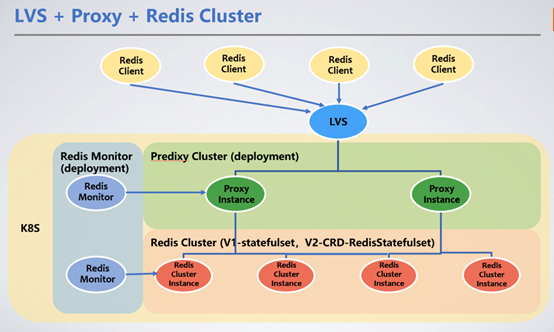 LVS + Proxy + Redis Cluster
Redis
Client
Redis
Client
Redis
Client
Redis
Client
LVS
Redis Monitor
(deployment)
Predixy Cluster (deployment)
Redis
Monitor
Proxy
Instance
Proxy
Instance
K8S
Redis Cluster (V1-statefulset，V2-CRD-RedisStatefulset)
Redis
Monitor
Redis
Cluster
Instance
Redis
Cluster
Instance
Redis
Cluster
Instance
Redis
Cluster
Instance